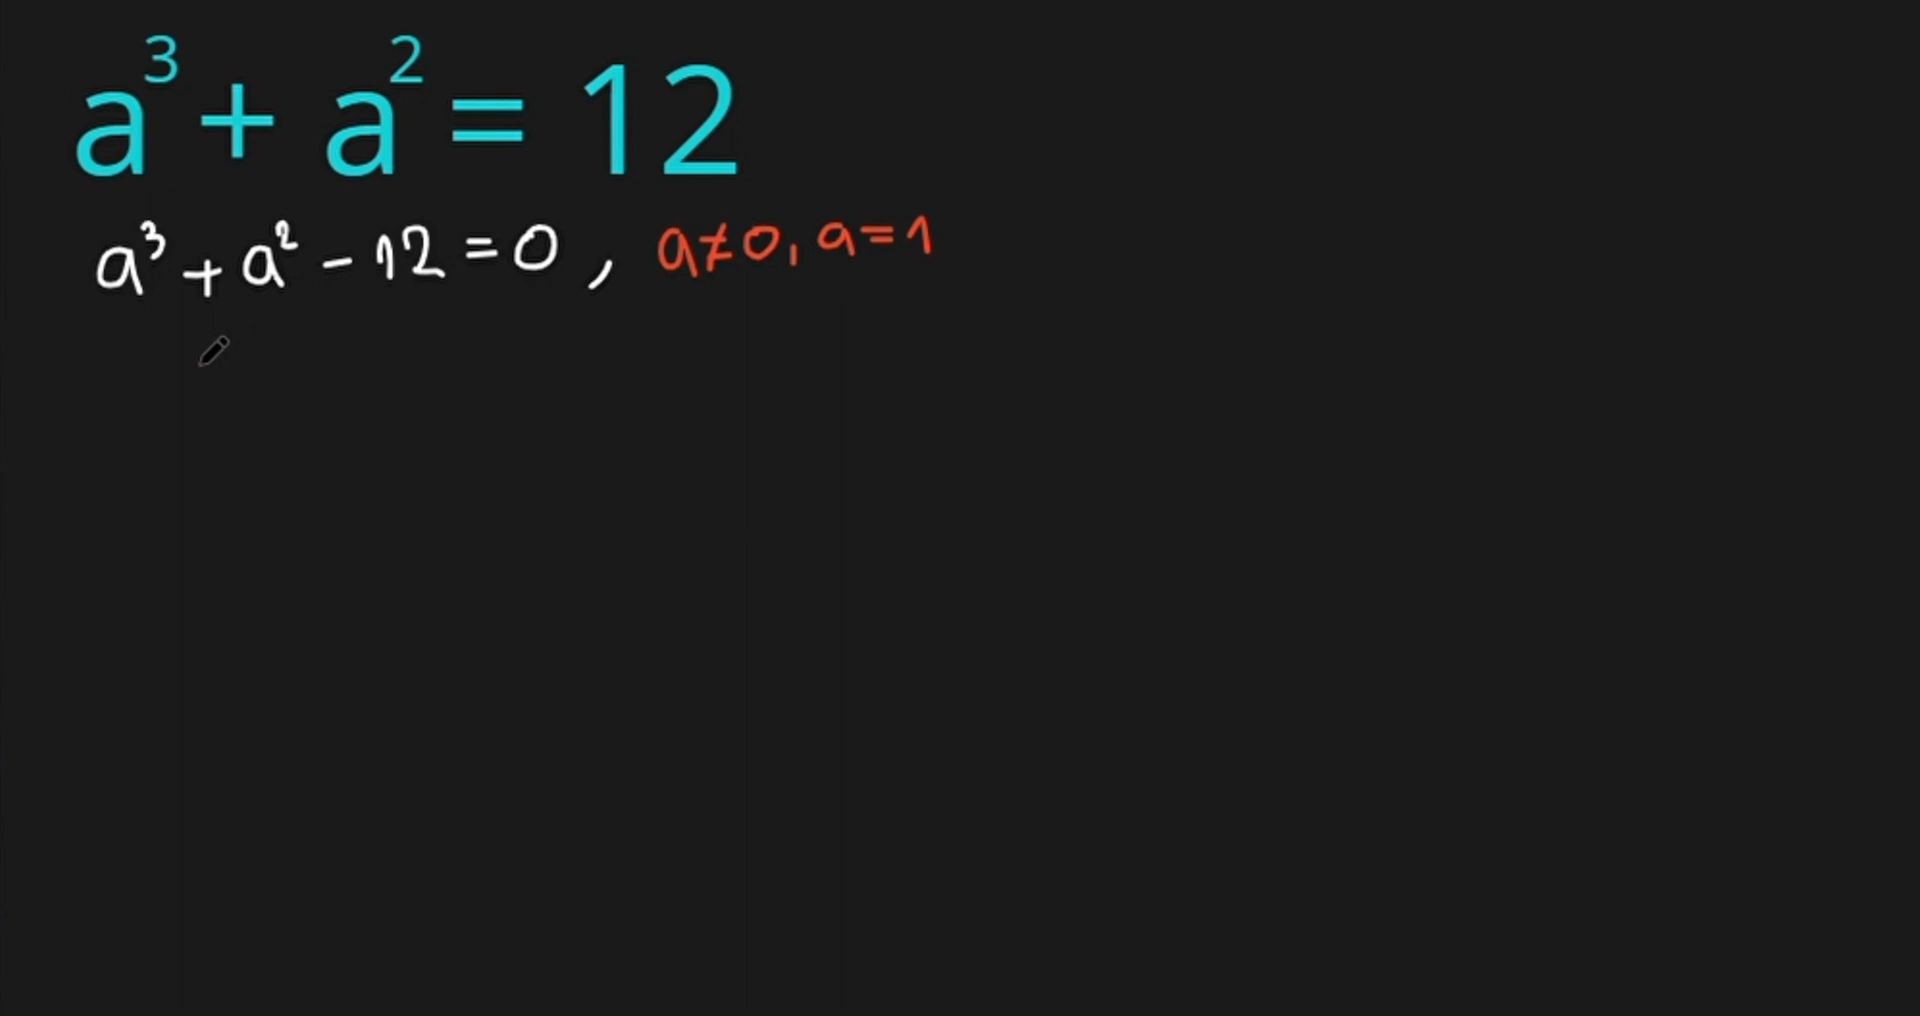 a³ + a² = 12
a³ + a² - 12 = 0 , a ≠ 0, a = 1